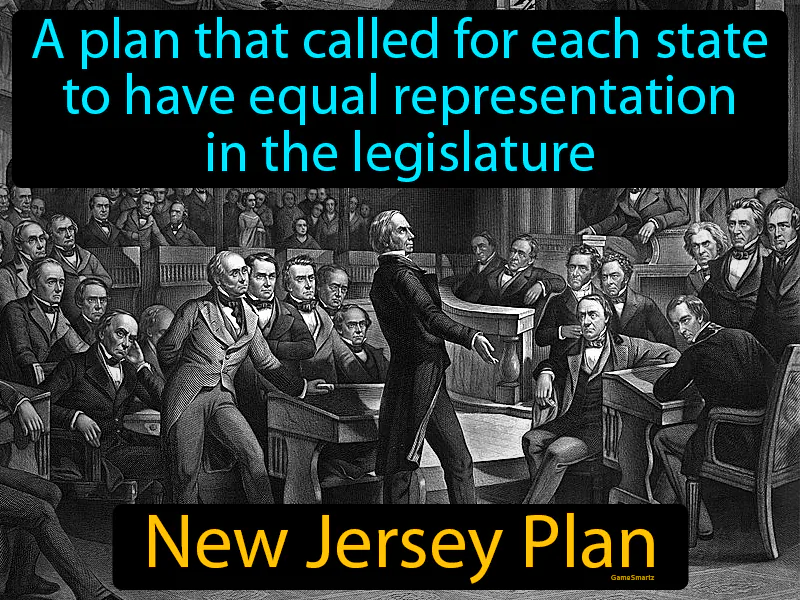 A plan that called for each state
to have equal representation
in the legislature
New Jersey Plan
GameSmartz